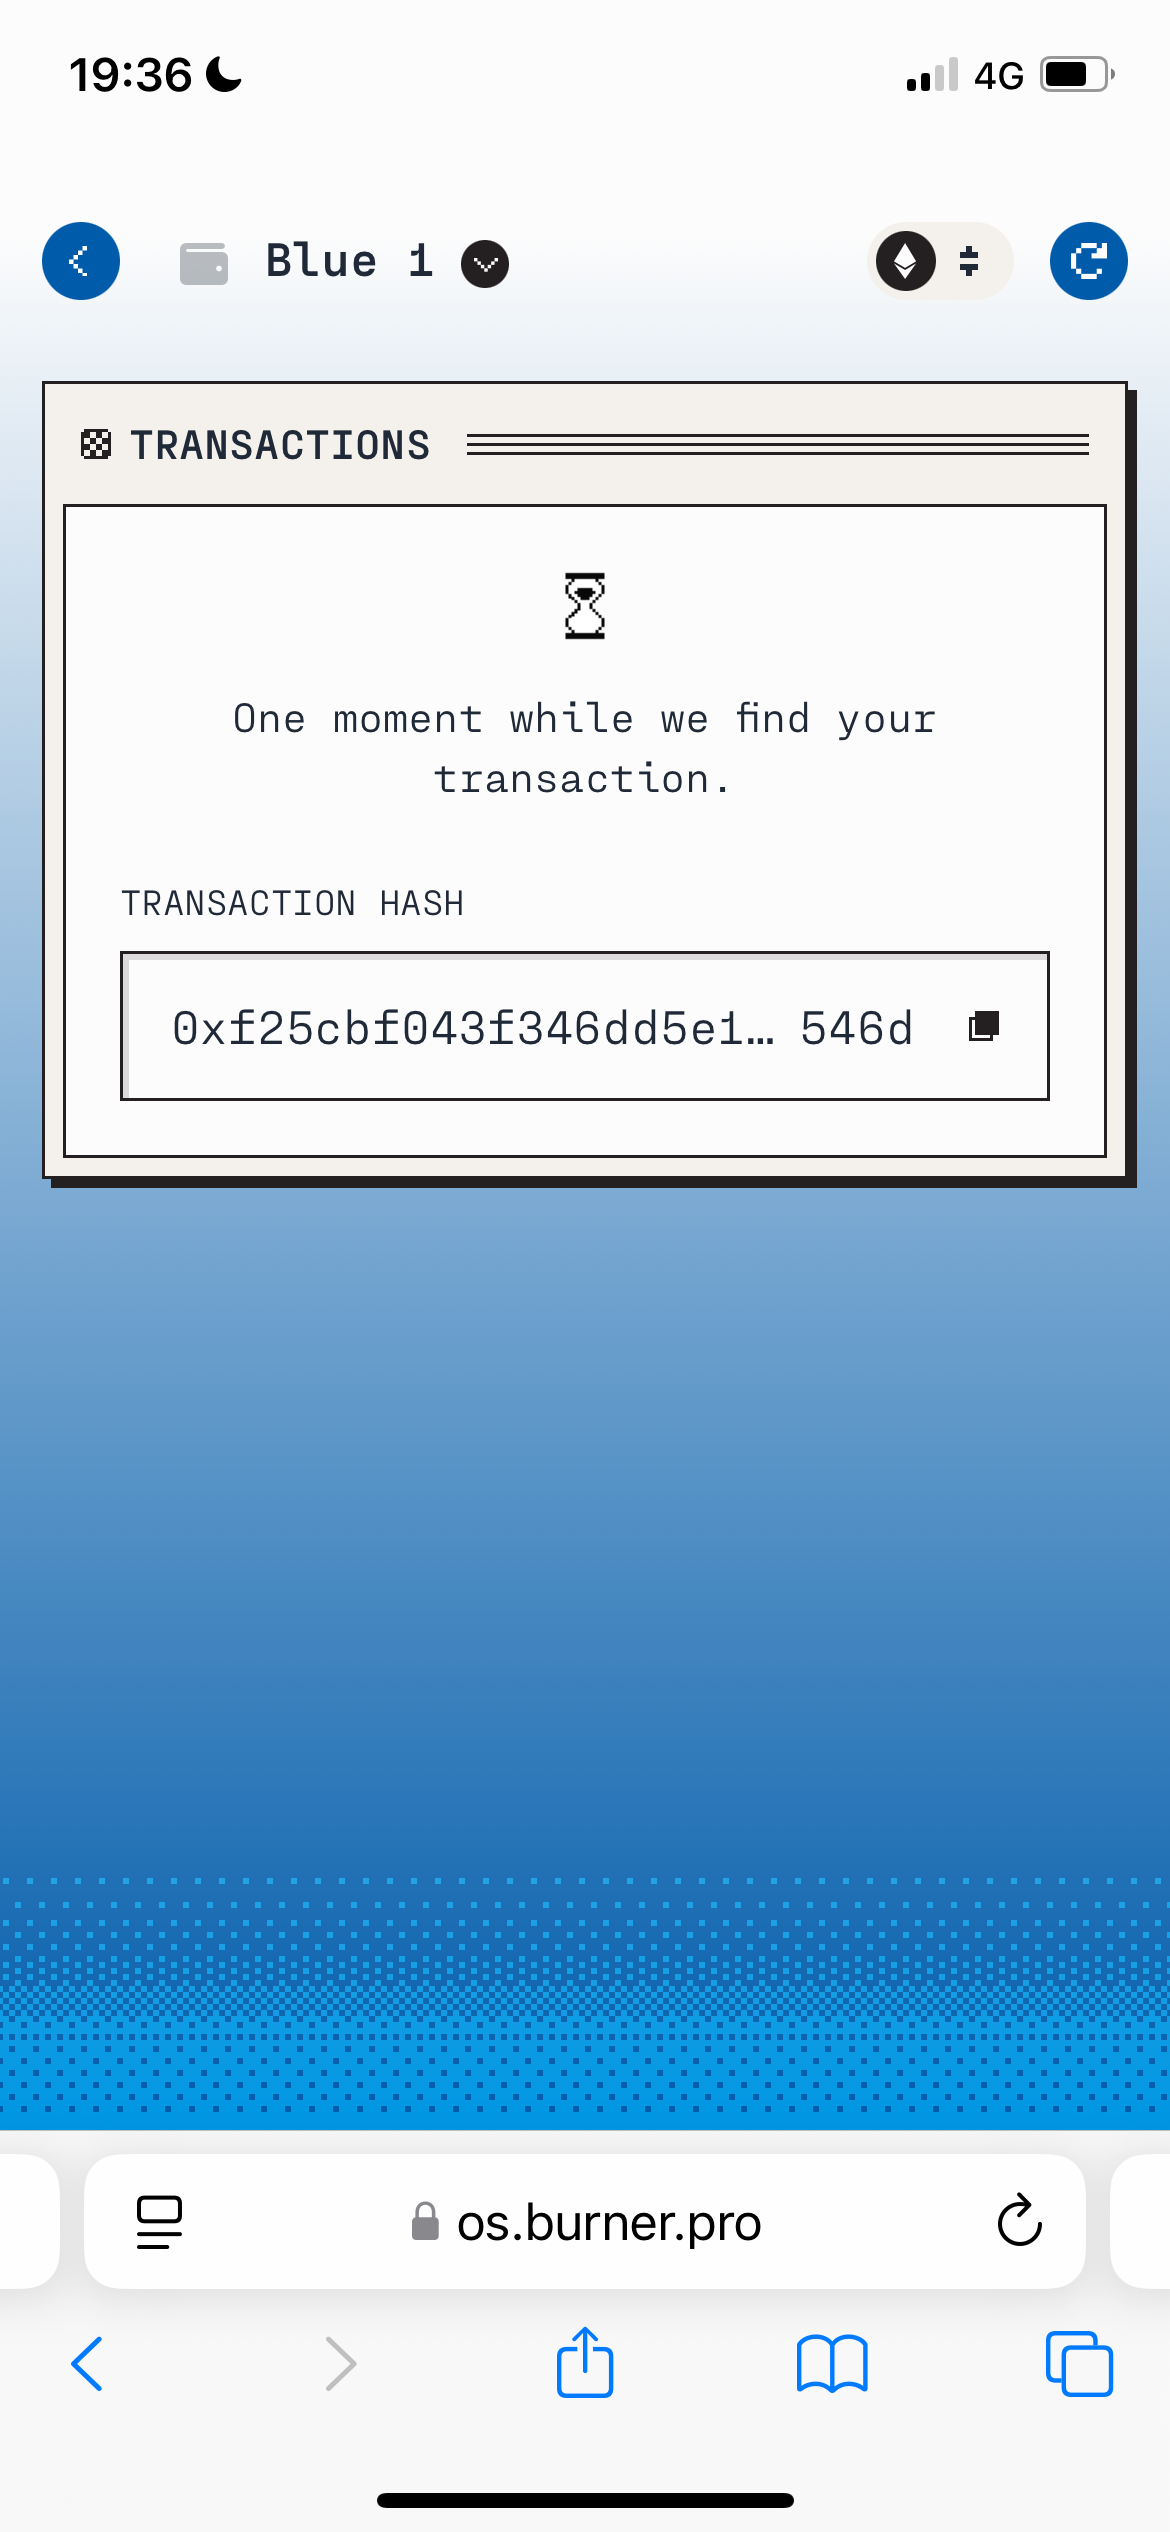 19:36
4G
Blue 1
TRANSACTIONS
One moment while we find your
transaction.
TRANSACTION HASH
0xf25cbf043f346dd5e1… 546d
os.burner.pro